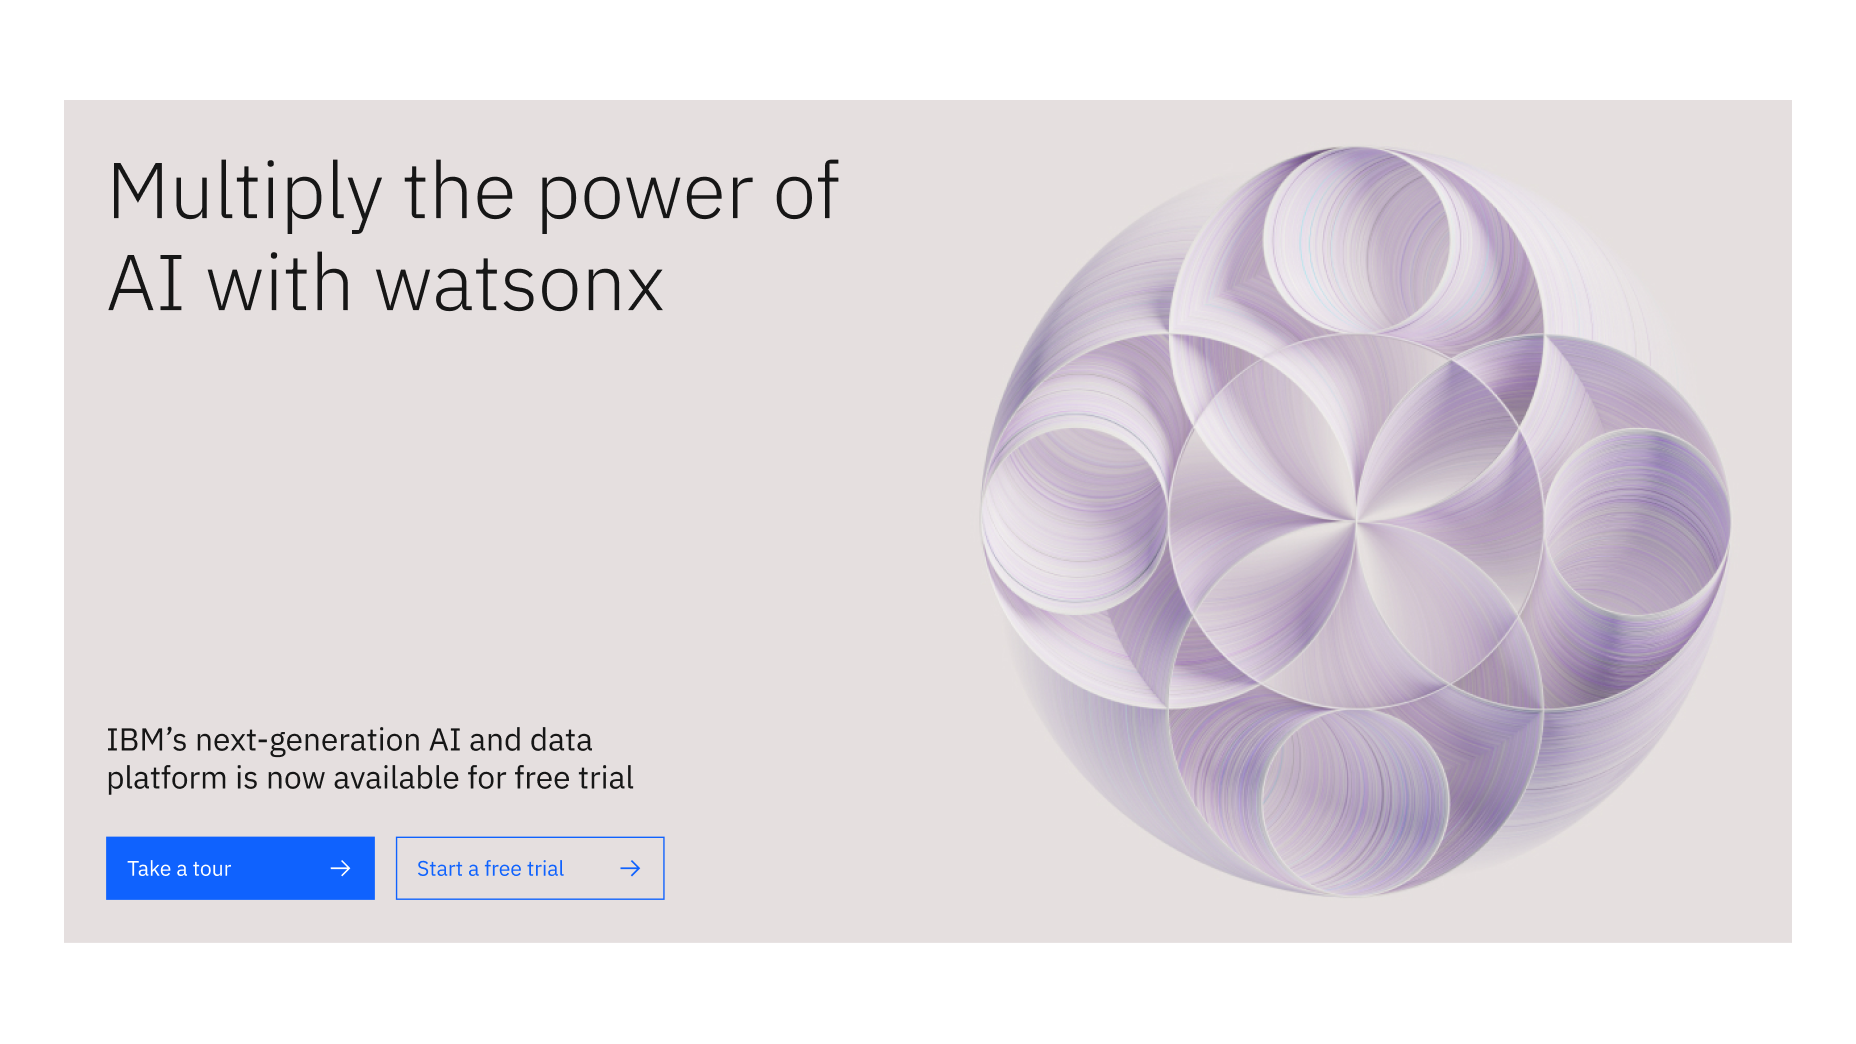 Multiply the power of
AI with watsonx
IBM’s next-generation AI and data
platform is now available for free trial
Take a tour
Start a free trial